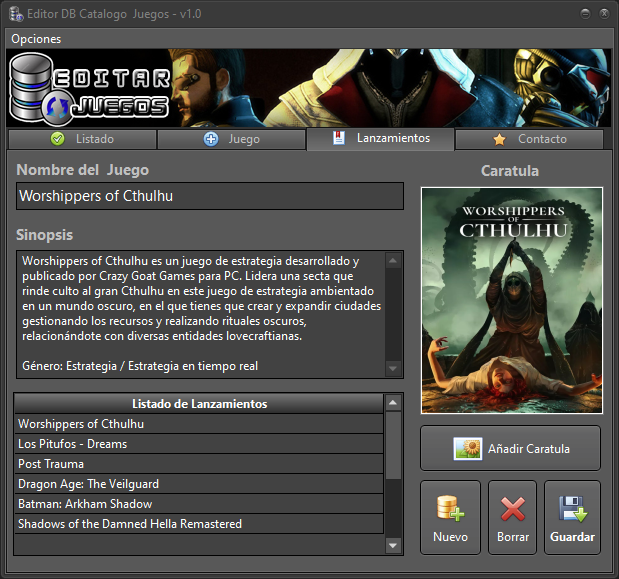 Editor DB Catalogo Juegos - v1.0
Opciones
EDITAR
JUEGOS
Listado
Juego
Lanzamientos
Contacto
Nombre del Juego
Worshippers of Cthulhu
Sinopsis
Worshippers of Cthulhu es un juego de estrategia desarrollado y
publicado por Crazy Goat Games para PC. Lidera una secta que
rinde culto al gran Cthulhu en este juego de estrategia ambientado
en un mundo oscuro, en el que tienes que crear y expandir ciudades
gestionando los recursos y realizando rituales oscuros,
relacionándote con diversas entidades lovecraftianas.
Género: Estrategia / Estrategia en tiempo real
Listado de Lanzamientos
Worshippers of Cthulhu
Los Pitufos - Dreams
Post Trauma
Dragon Age: The Veilguard
Batman: Arkham Shadow
Shadows of the Damned Hella Remastered
Caratula
WORSHIPPERS
OF
CTHULHU
Añadir Caratula
Nuevo
Borrar
Guardar